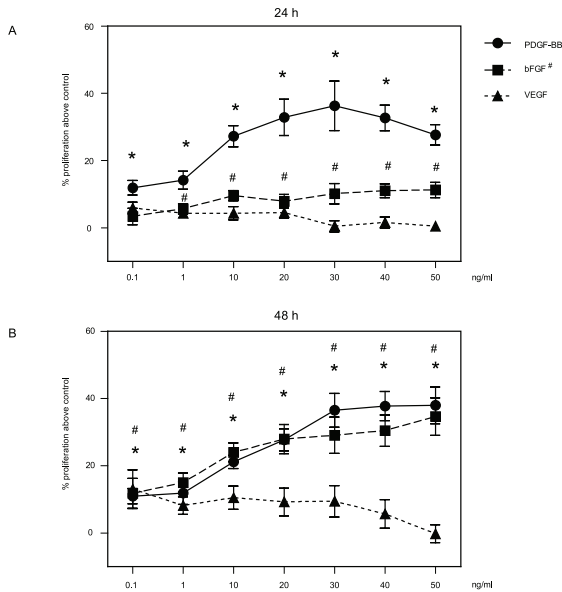 24 h
A
60
40
20
0
% proliferation above control
* * * * * * *
# # # # # #
0.1 1 10 20 30 40 50 ng/ml
PDGF-BB
bFGF #
VEGF
48 h
B
60
40
20
0
% proliferation above control
# # # # # # #
* * * * * * *
0.1 1 10 20 30 40 50 ng/ml